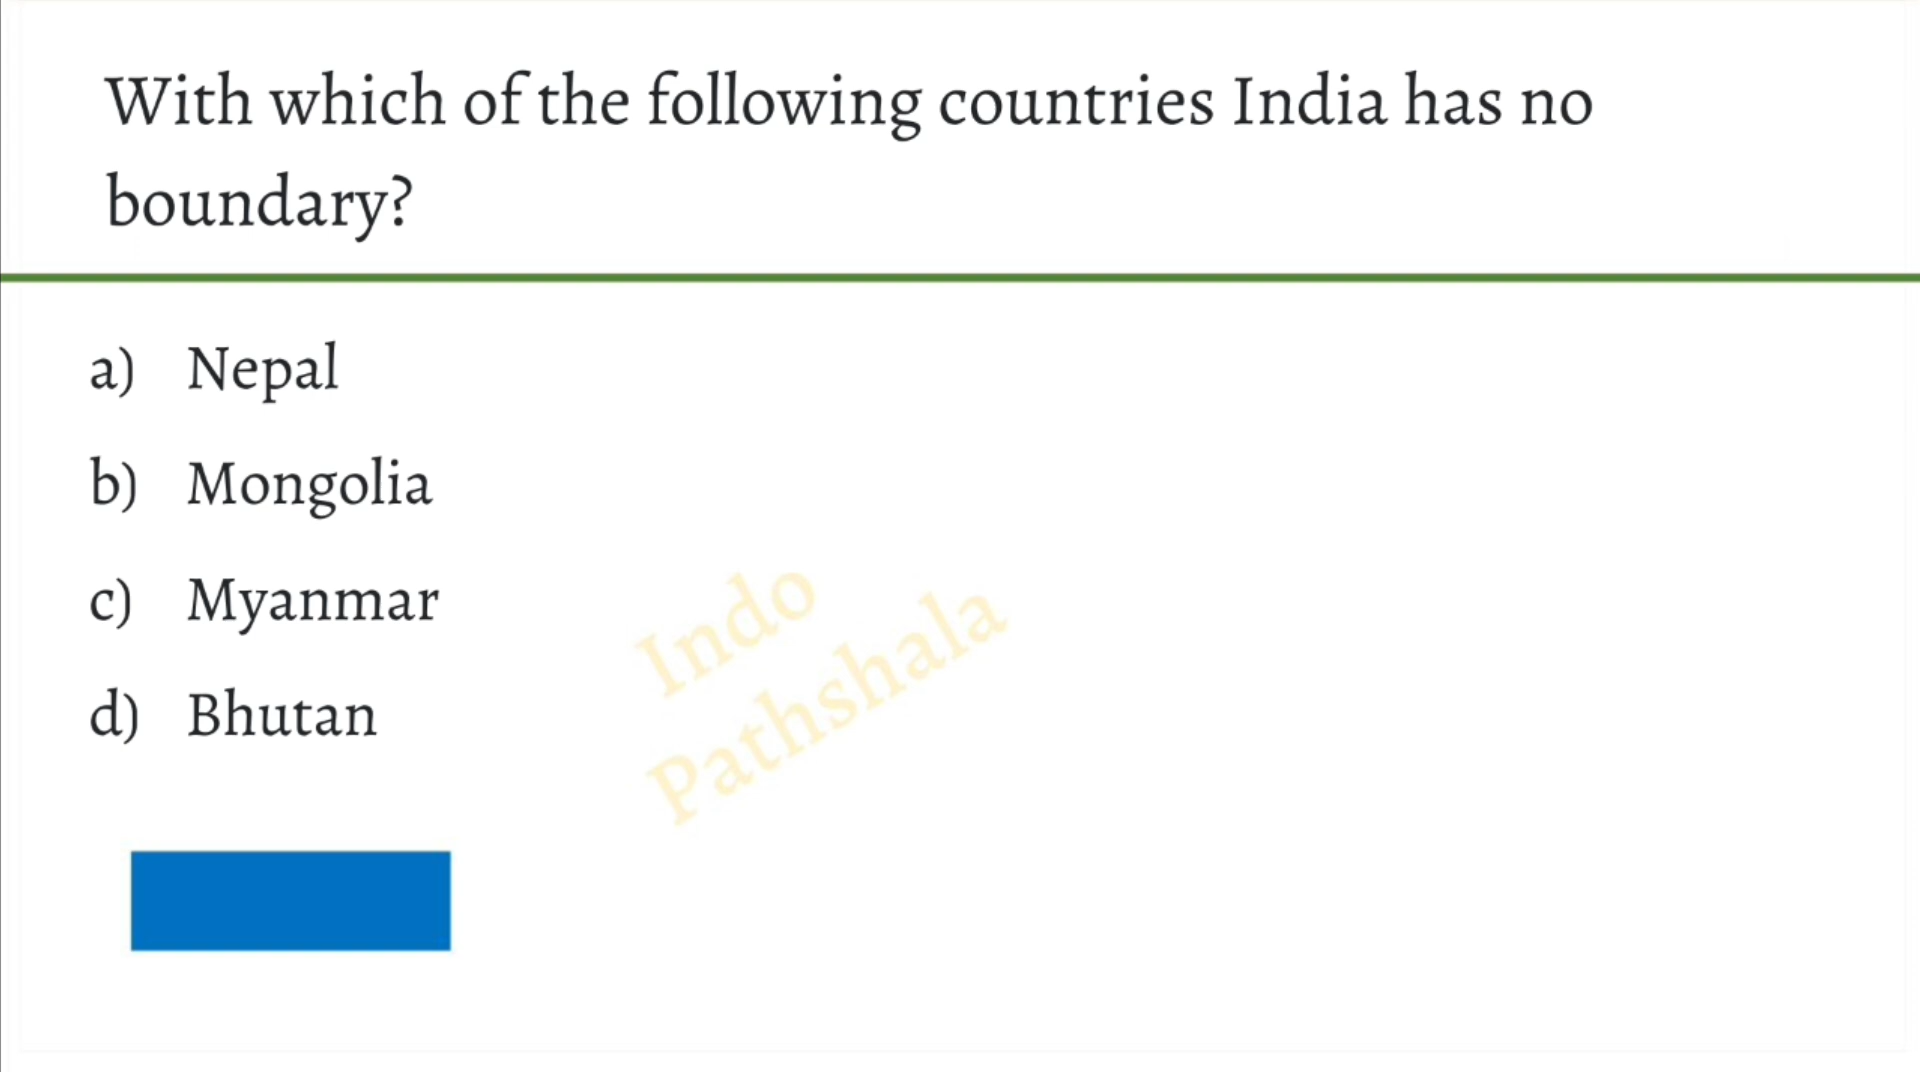 With which of the following countries India has no
boundary?
a) Nepal
b) Mongolia
c) Myanmar
d) Bhutan
Indo
Pathshala